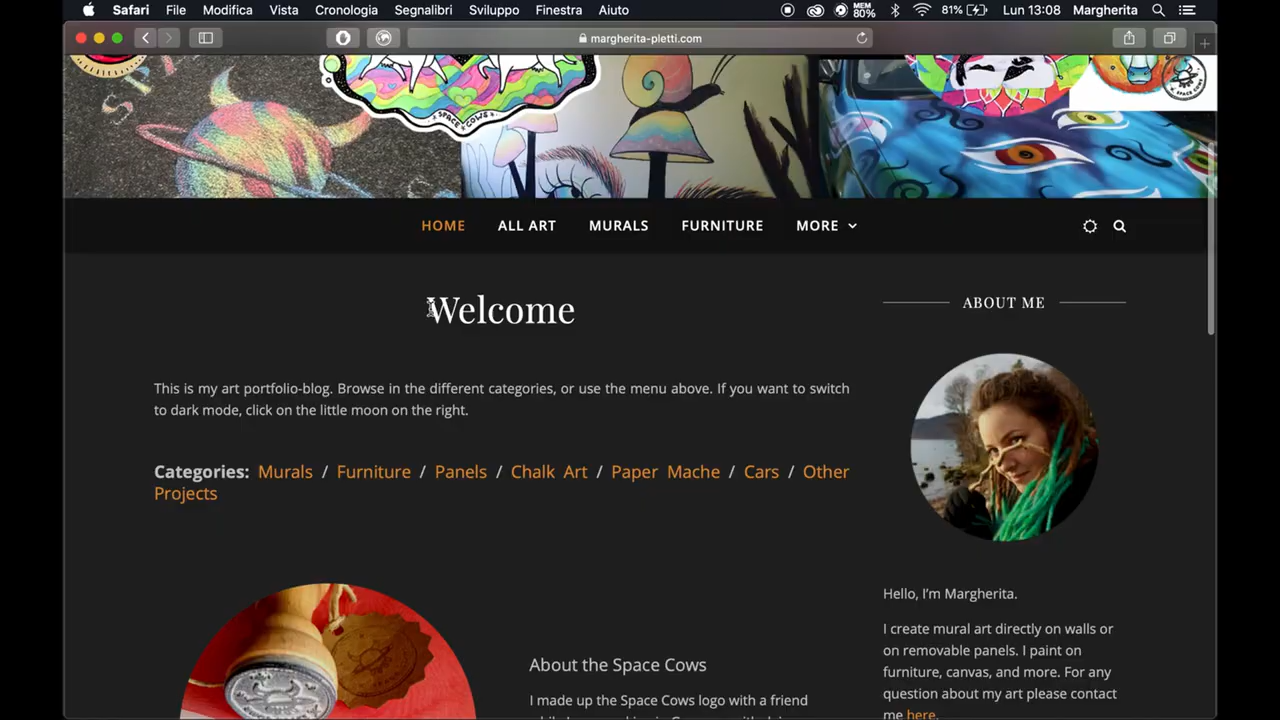 Safari File Modifica Vista Cronologia Segnalibri Sviluppo Finestra Aiuto MEM 80% 81% Lun 13:08 Margherita
margherita-pletti.com
SPACE COWS
SPACE COWS
HOME ALL ART MURALS FURNITURE MORE
Welcome
This is my art portfolio-blog. Browse in the different categories, or use the menu above. If you want to switch
to dark mode, click on the little moon on the right.
Categories: Murals / Furniture / Panels / Chalk Art / Paper Mache / Cars / Other
Projects
About the Space Cows
I made up the Space Cows logo with a friend
ABOUT ME
Hello, I'm Margherita.
I create mural art directly on walls or
on removable panels. I paint on
furniture, canvas, and more. For any
question about my art please contact
me here.